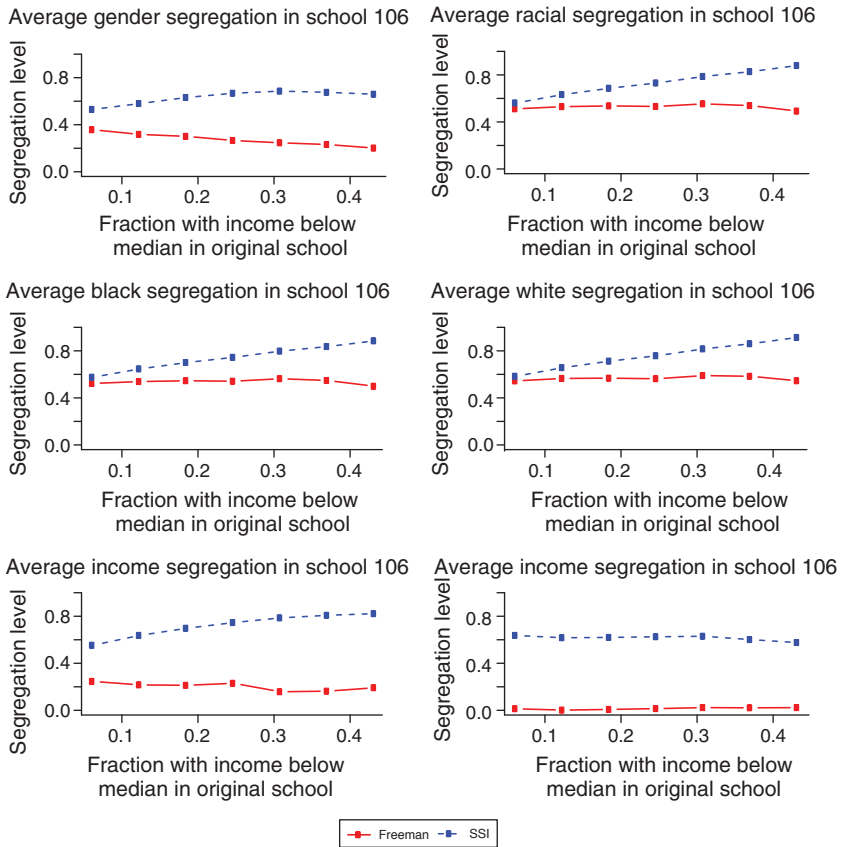 Average gender segregation in school 106
Segregation level
0.8
0.4
0.0
0.1 0.2 0.3 0.4
Fraction with income below
median in original school
Average racial segregation in school 106
Segregation level
0.8
0.4
0.0
0.1 0.2 0.3 0.4
Fraction with income below
median in original school
Average black segregation in school 106
Segregation level
0.8
0.4
0.0
0.1 0.2 0.3 0.4
Fraction with income below
median in original school
Average white segregation in school 106
Segregation level
0.8
0.4
0.0
0.1 0.2 0.3 0.4
Fraction with income below
median in original school
Average income segregation in school 106
Segregation level
0.8
0.4
0.0
0.1 0.2 0.3 0.4
Fraction with income below
median in original school
Average income segregation in school 106
Segregation level
0.8
0.4
0.0
0.1 0.2 0.3 0.4
Fraction with income below
median in original school
Freeman SSI